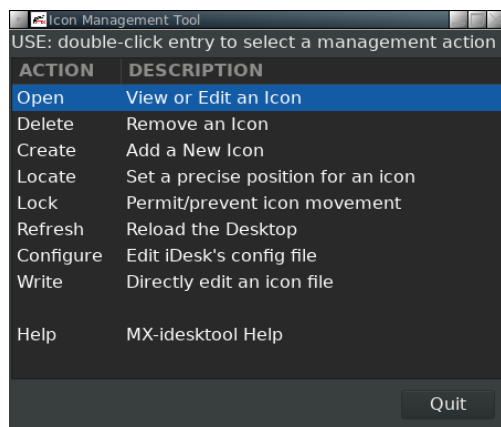 Icon Management Tool
USE: double-click entry to select a management action
ACTION DESCRIPTION
Open View or Edit an Icon
Delete Remove an Icon
Create Add a New Icon
Locate Set a precise position for an icon
Lock Permit/prevent icon movement
Refresh Reload the Desktop
Configure Edit iDesk's config file
Write Directly edit an icon file
Help MX-idesktool Help
Quit